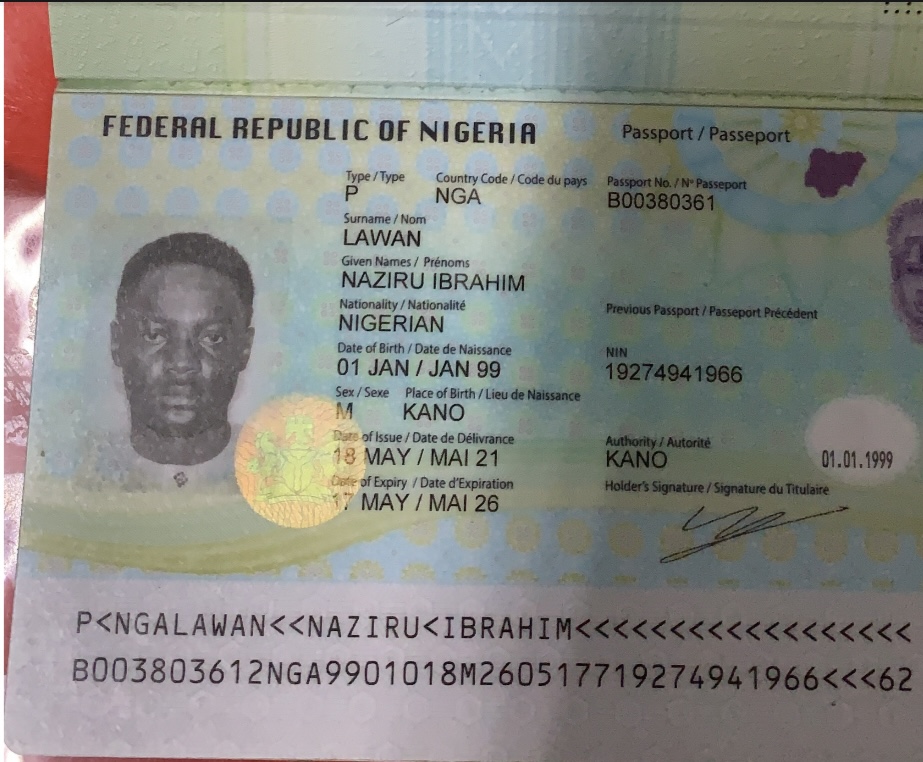 FEDERAL REPUBLIC OF NIGERIA
Passport / Passeport
Type / Type Country Code / Code du pays Passport No. / Nº Passeport
P NGA B00380361
Surname / Nom
LAWAN
Given Names / Prénoms
NAZIRU IBRAHIM
Nationality / Nationalité Previous Passport / Passeport Précédent
NIGERIAN
Date of Birth / Date de Naissance NIN
01 JAN / JAN 99 19274941966
Sex / Sexe Place of Birth / Lieu de Naissance
M KANO
Date of Issue / Date de Délivrance Authority / Autorité
18 MAY / MAI 21 KANO 01.01.1999
Date of Expiry / Date d'Expiration Holder's Signature / Signature du Titulaire
17 MAY / MAI 26
P<NGALAWAN<<NAZIRU<IBRAHIM<<<<<<<<<<<<<<<<<<
B003803612NGA9901018M260517719274941966<<<62